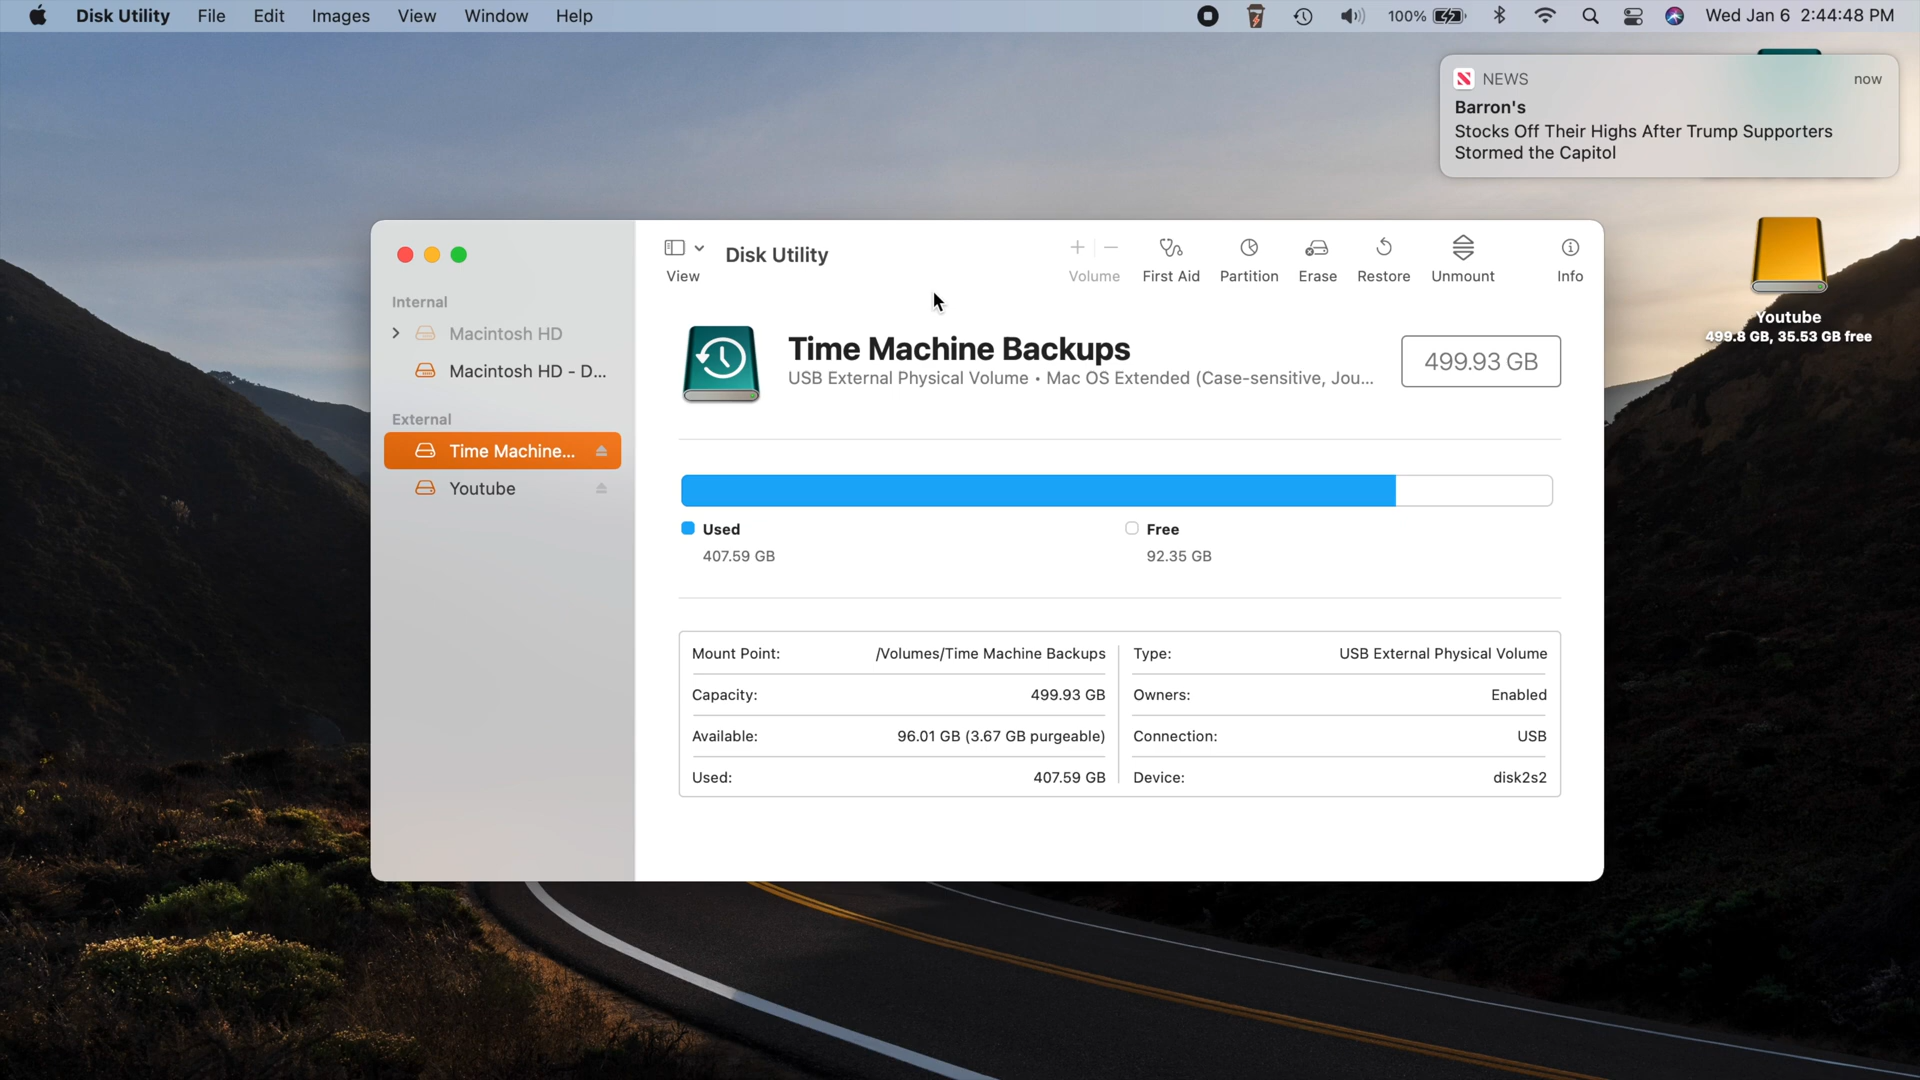 Disk Utility File Edit Images View Window Help 100% Wed Jan 6 2:44:48 PM
NEWS now
Barron's
Stocks Off Their Highs After Trump Supporters
Stormed the Capitol
Youtube
499.8 GB, 35.53 GB free
Internal
Macintosh HD
Macintosh HD - D...
External
Time Machine...
Youtube
View
Disk Utility
Volume First Aid Partition Erase Restore Unmount Info
Time Machine Backups
USB External Physical Volume • Mac OS Extended (Case-sensitive, Jou...
499.93 GB
Used
407.59 GB
Free
92.35 GB
Mount Point: /Volumes/Time Machine Backups
Capacity: 499.93 GB
Available: 96.01 GB (3.67 GB purgeable)
Used: 407.59 GB
Type: USB External Physical Volume
Owners: Enabled
Connection: USB
Device: disk2s2